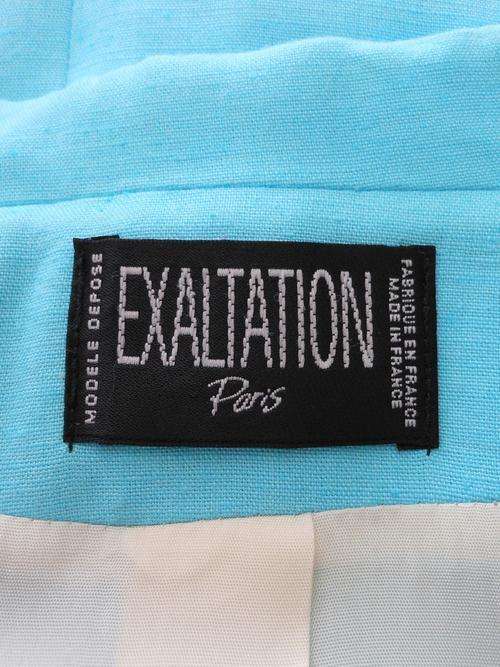 MODELE DEPOSE
EXALTATION
Paris
FABRIQUE EN FRANCE
MADE IN FRANCE